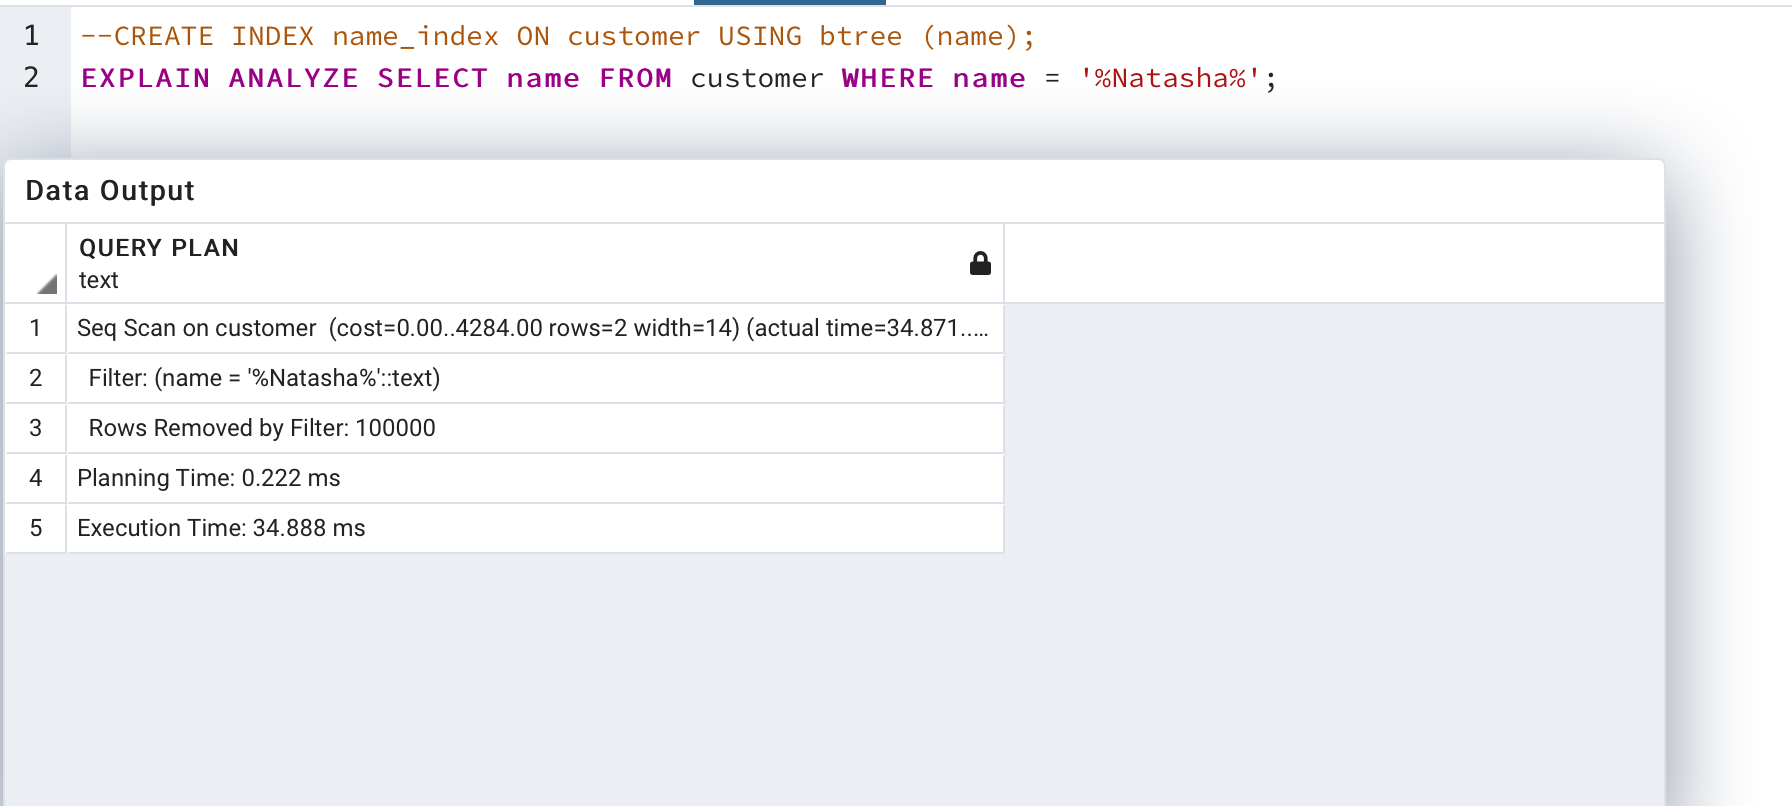 1 --CREATE INDEX name_index ON customer USING btree (name);
2 EXPLAIN ANALYZE SELECT name FROM customer WHERE name = '%Natasha%';
Data Output
QUERY PLAN
text
1 Seq Scan on customer  (cost=0.00..4284.00 rows=2 width=14) (actual time=34.871..…
2 Filter: (name = '%Natasha%'::text)
3 Rows Removed by Filter: 100000
4 Planning Time: 0.222 ms
5 Execution Time: 34.888 ms